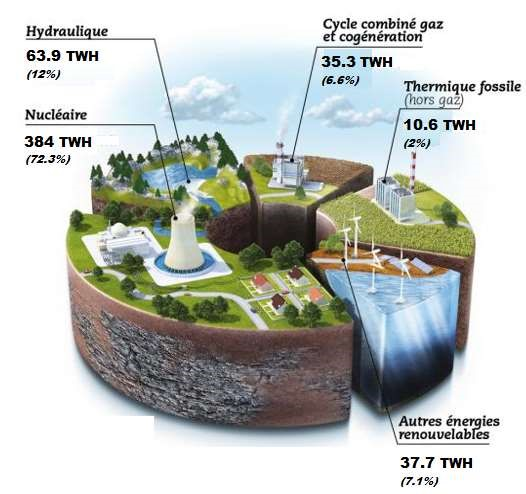 Hydraulique
63.9 TWH
(12%)
Cycle combiné gaz
et cogénération
35.3 TWH
(6.6%)
Thermique fossile
(hors gaz)
10.6 TWH
(2%)
Nucléaire
384 TWH
(72.3%)
Autres énergies
renouvelables
37.7 TWH
(7.1%)